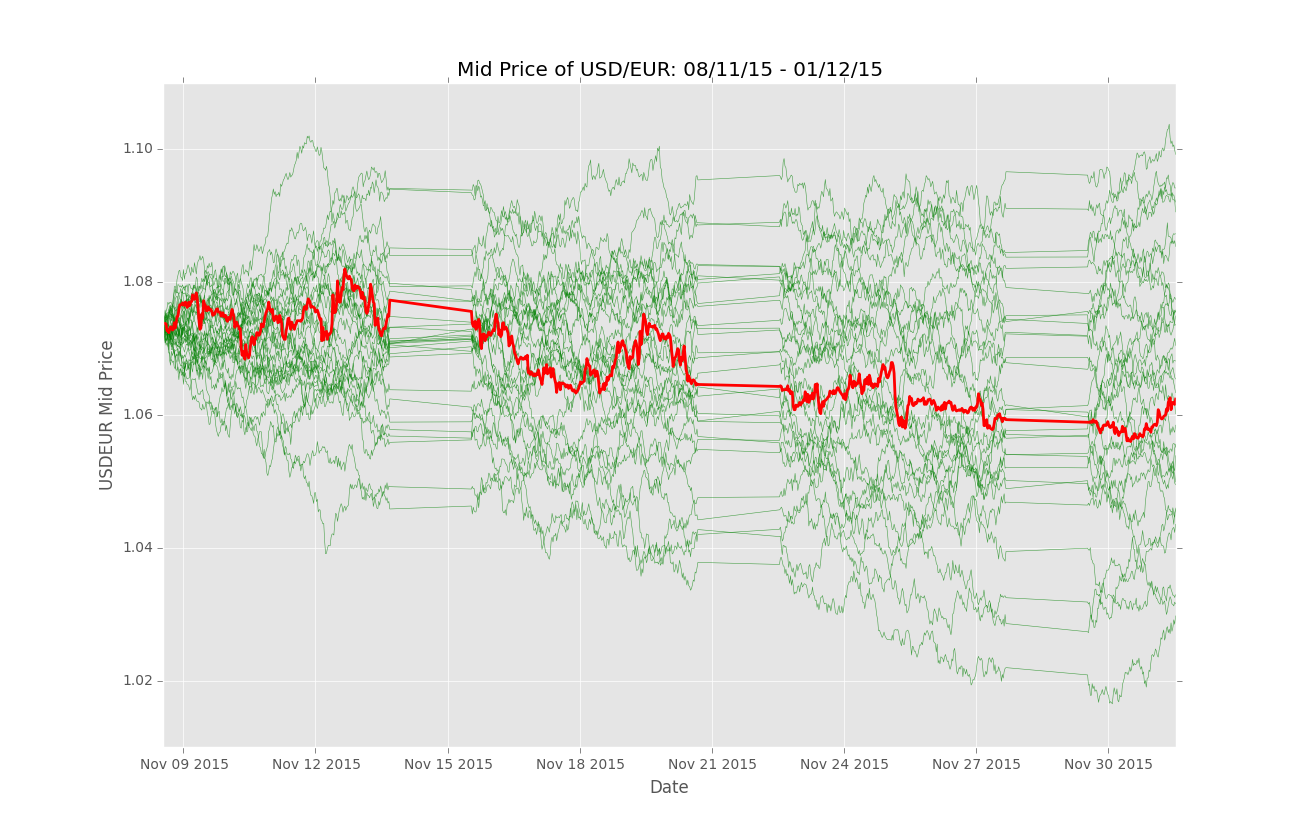 Mid Price of USD/EUR: 08/11/15 - 01/12/15
USDEUR Mid Price
1.10
1.08
1.06
1.04
1.02
Nov 09 2015
Nov 12 2015
Nov 15 2015
Nov 18 2015
Nov 21 2015
Nov 24 2015
Nov 27 2015
Nov 30 2015
Date